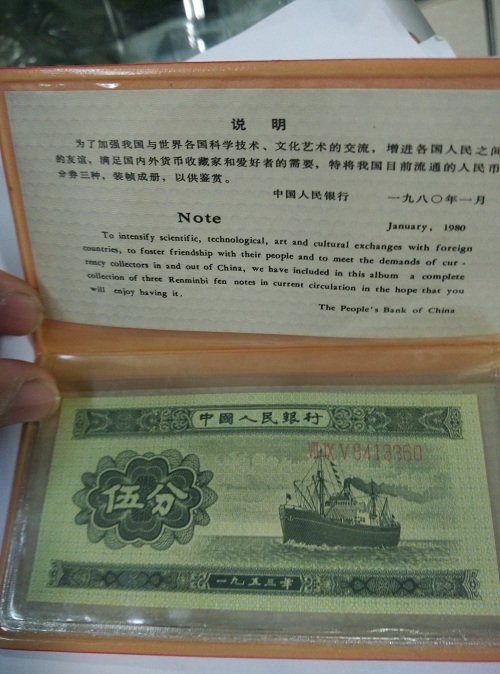 说 明
为了加强我国与世界各国科学技术、文化艺术的交流，增进各国人民之间
的友谊，满足国内外货币收藏家和爱好者的需要，特将我国目前流通的人民币
分券三种，装帧成册，以供鉴赏。
中国人民银行 一九八〇年一月
Note
January, 1980
To intensify scientific, technological, art and cultural exchanges with foreign
countries, to foster friendship with their people and to meet the demands of cur -
rency collectors in and out of China, we have included in this album a complete
collection of three Renminbi fen notes in current circulation in the hope that you
will enjoy having it.
The People's Bank of China
中國人民銀行
V 8413360
伍分
一九五三年